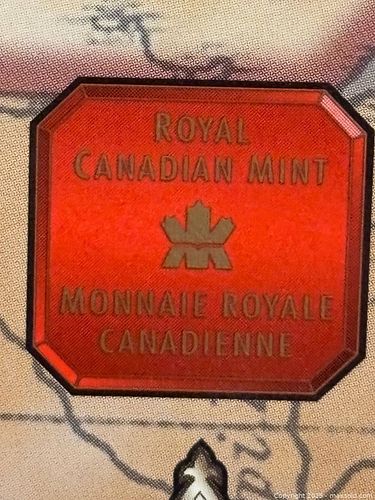 ROYAL
CANADIAN MINT
MONNAIE ROYALE
CANADIENNE
Copyright 2025 - maxsold.com